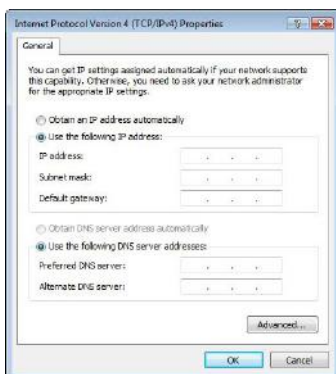 Internet Protocol Version 4 (TCP/IPv4) Properties
General
You can get IP settings assigned automatically if your network supports
this capability. Otherwise, you need to ask your network administrator
for the appropriate IP settings.
Obtain an IP address automatically
Use the following IP address:
IP address:
Subnet mask:
Default gateway:
Obtain DNS server address automatically
Use the following DNS server addresses:
Preferred DNS server:
Alternate DNS server:
Advanced...
OK Cancel